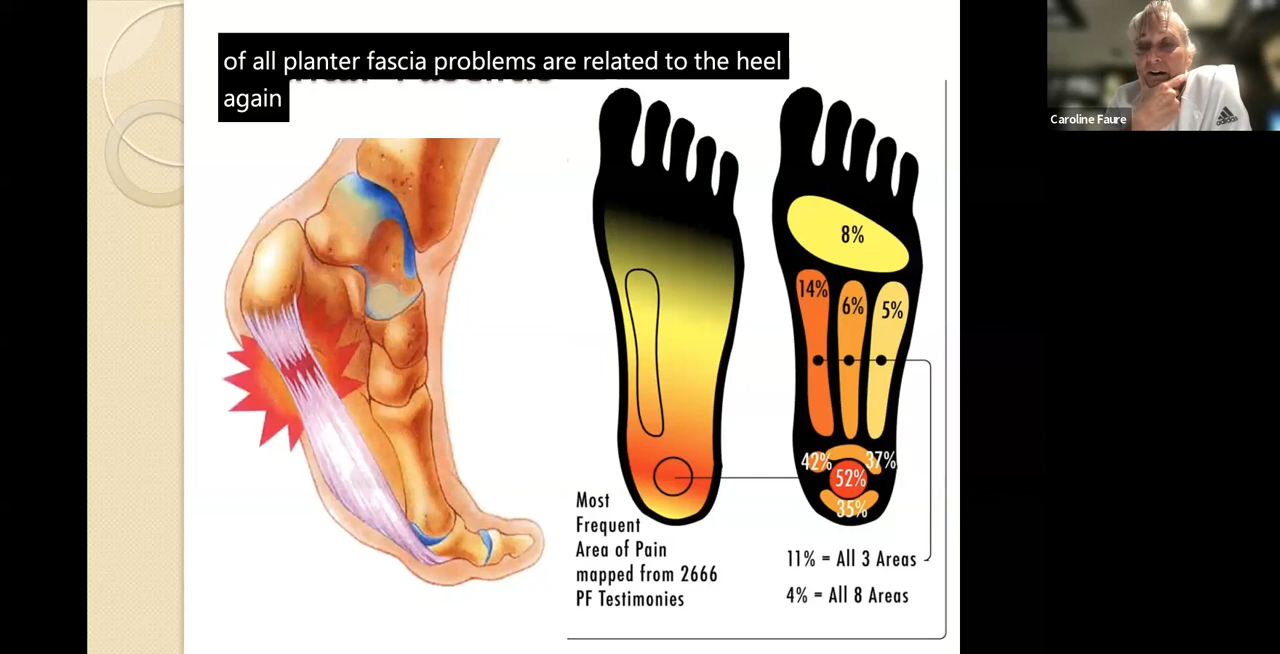 of all planter fascia problems are related to the heel
again
Caroline Faure
adidas
8%
14%
6%
5%
42%
37%
52%
35%
Most
Frequent
Area of Pain
mapped from 2666
PF Testimonies
11% = All 3 Areas
4% = All 8 Areas